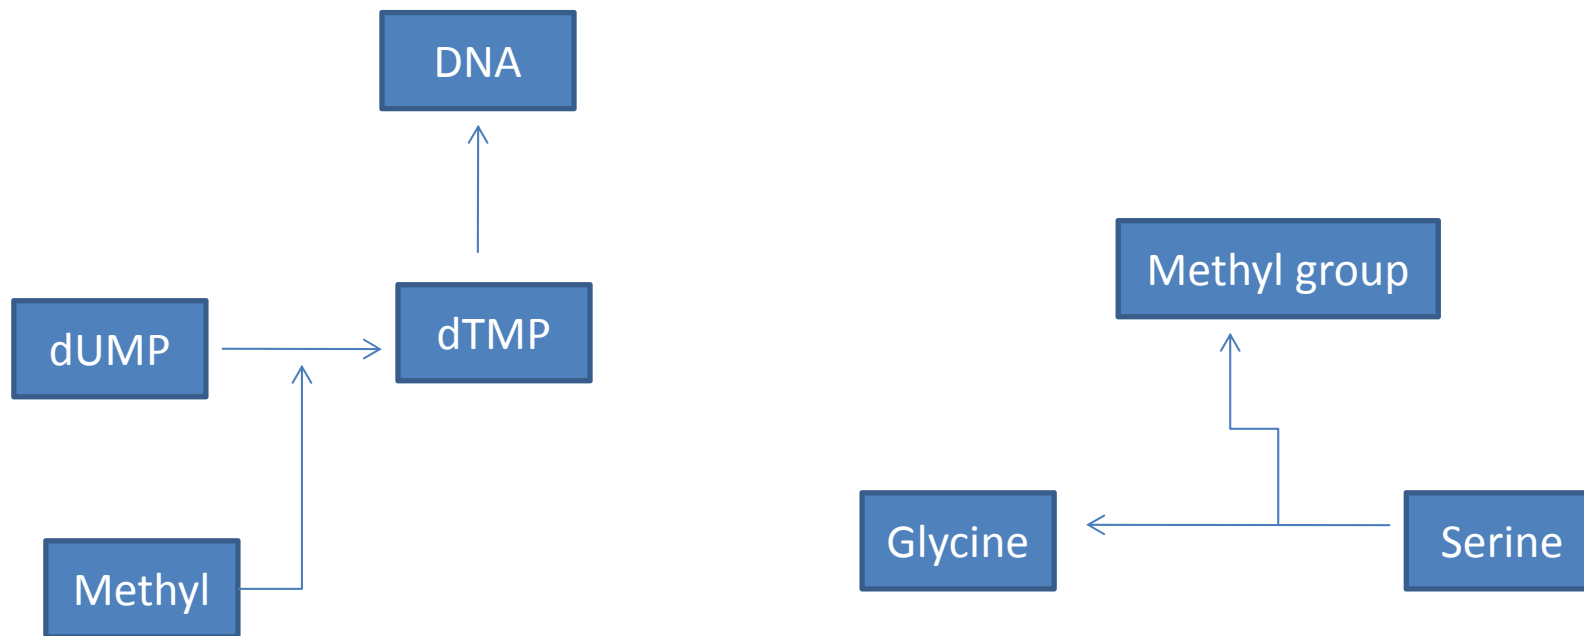 DNA
Methyl group
dUMP
dTMP
Glycine
Serine
Methyl